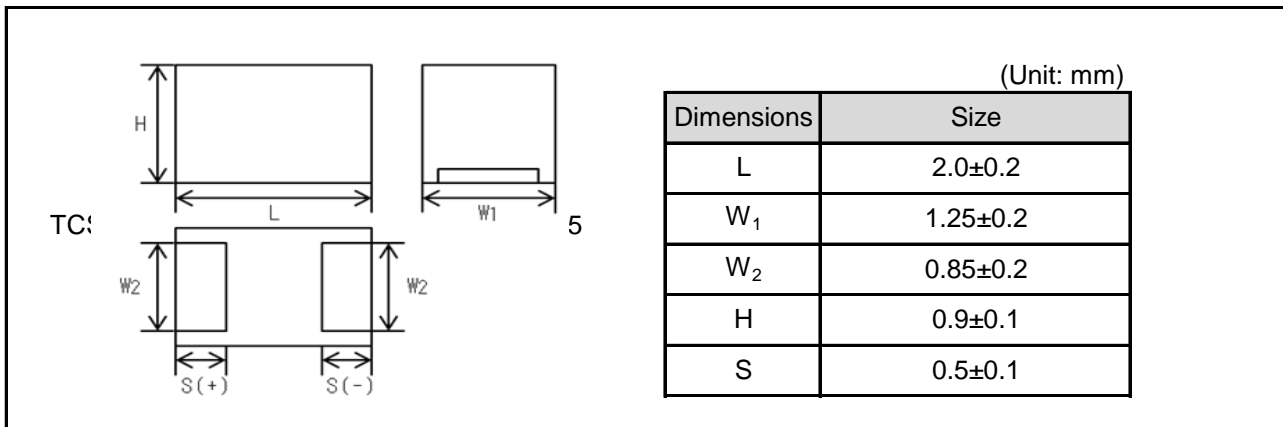 (Unit: mm)
Dimensions Size
L 2.0±0.2
W1 1.25±0.2
W2 0.85±0.2
H 0.9±0.1
S 0.5±0.1
H
L
W1
5
W2
W2
S(+)
S(-)